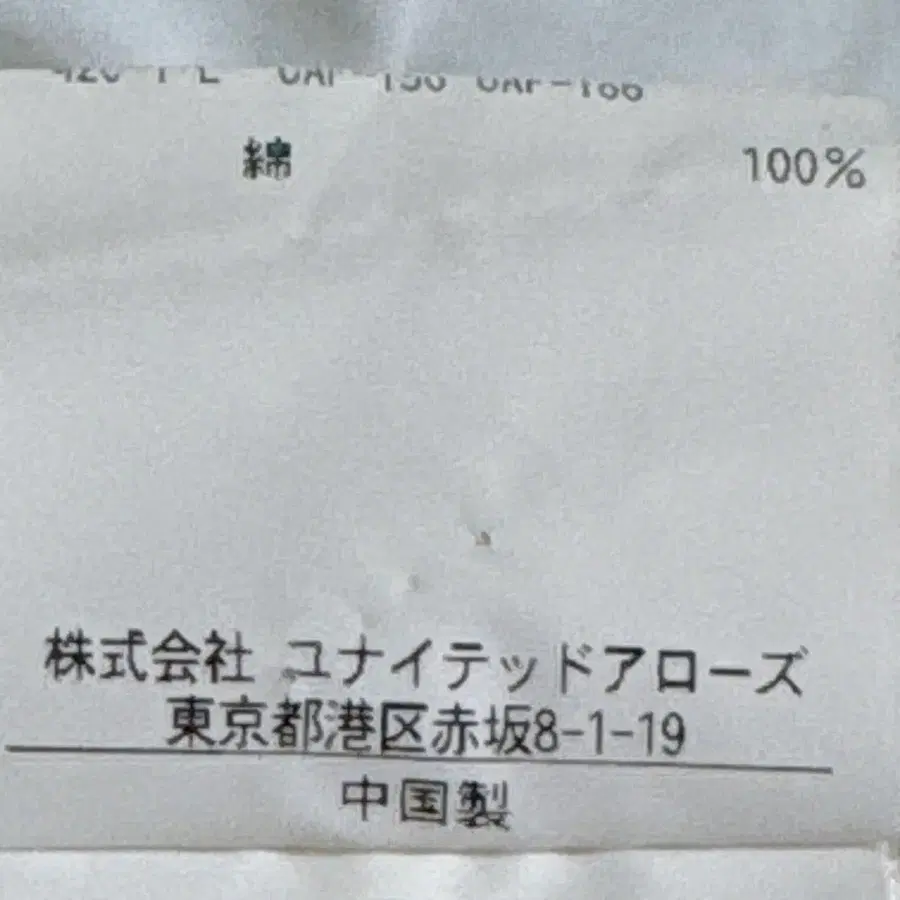 綿 100%
株式会社 ユナイテッドアローズ
東京都港区赤坂8-1-19
中国製